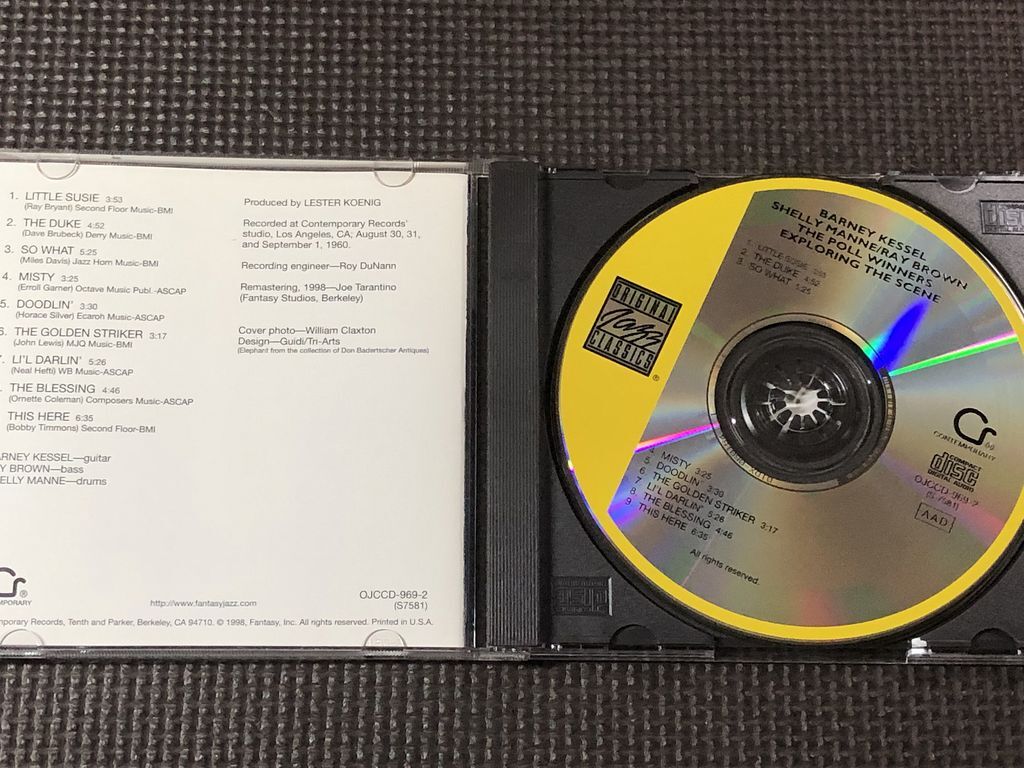 1. LITTLE SUSIE 3:53
(Ray Bryant) Second Floor Music-BMI
2. THE DUKE 4:52
(Dave Brubeck) Derry Music-BMI
3. SO WHAT 5:25
(Miles Davis) Jazz Horn Music-BMI
4. MISTY 3:25
(Erroll Garner) Octave Music Publ.-ASCAP
5. DOODLIN' 3:30
(Horace Silver) Ecaroh Music-ASCAP
6. THE GOLDEN STRIKER 3:17
(John Lewis) MJQ Music-BMI
7. LI'L DARLIN' 5:26
(Neal Hefti) WB Music-ASCAP
. THE BLESSING 4:46
(Ornette Coleman) Composers Music-ASCAP
THIS HERE 6:35
(Bobby Timmons) Second Floor-BMI
ARNEY KESSEL—guitar
Y BROWN—bass
ELLY MANNE—drums
Produced by LESTER KOENIG
Recorded at Contemporary Records'
studio, Los Angeles, CA; August 30, 31,
and September 1, 1960.
Recording engineer—Roy DuNann
Remastering, 1998—Joe Tarantino
(Fantasy Studios, Berkeley)
Cover photo—William Claxton
Design—Guidi/Tri-Arts
(Elephant from the collection of Don Badertscher Antiques)
MPORARY
http://www.fantasyjazz.com
OJCCD-969-2
(S7581)
mporary Records, Tenth and Parker, Berkeley, CA 94710. © 1998, Fantasy, Inc. All rights reserved. Printed in U.S.A.
BARNEY KESSEL
SHELLY MANNE/RAY BROWN
THE POLL WINNERS
EXPLORING THE SCENE
1. LITTLE SUSIE 3:53
2. THE DUKE 4:52
3. SO WHAT 5:25
ORIGINAL
Jazz
CLASSICS
®
CONTEMPORARY
COMPACT
disc
DIGITAL AUDIO
OJCCD-969-2
(S-7581)
AAD
4. MISTY 3:25
5. DOODLIN' 3:30
6. THE GOLDEN STRIKER 3:17
7. LI'L DARLIN' 5:26
8. THE BLESSING 4:46
9. THIS HERE 6:35
All rights reserved.
disc
disc